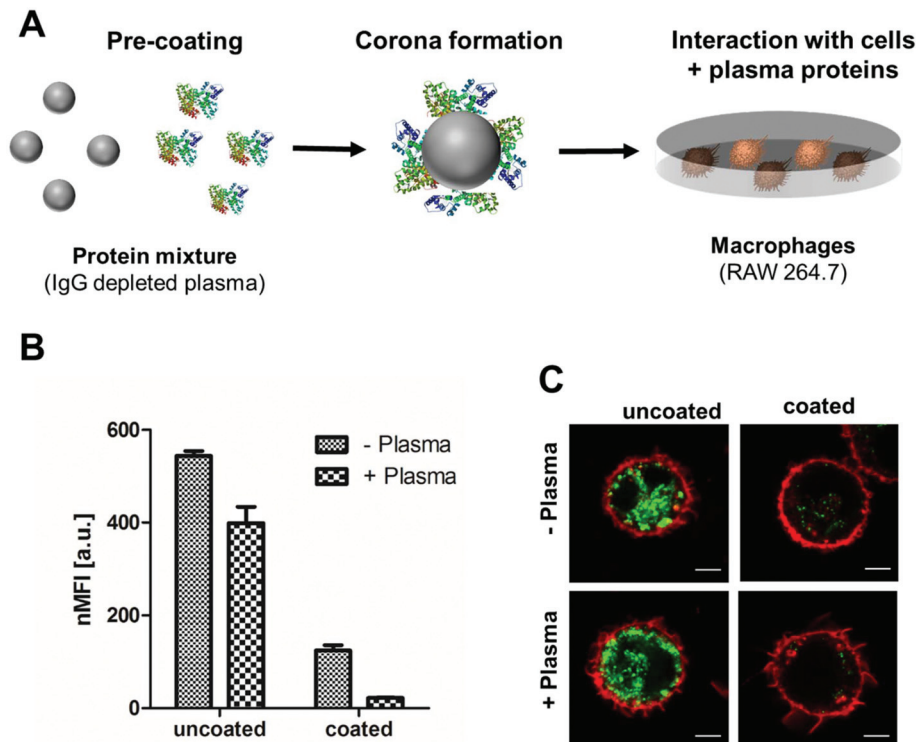 A
Pre-coating
Corona formation
Interaction with cells
+ plasma proteins
Protein mixture
(IgG depleted plasma)
Macrophages
(RAW 264.7)
B
600
400
200
0
nMFI [a.u.]
- Plasma
+ Plasma
uncoated
coated
C
uncoated
coated
- Plasma
+ Plasma